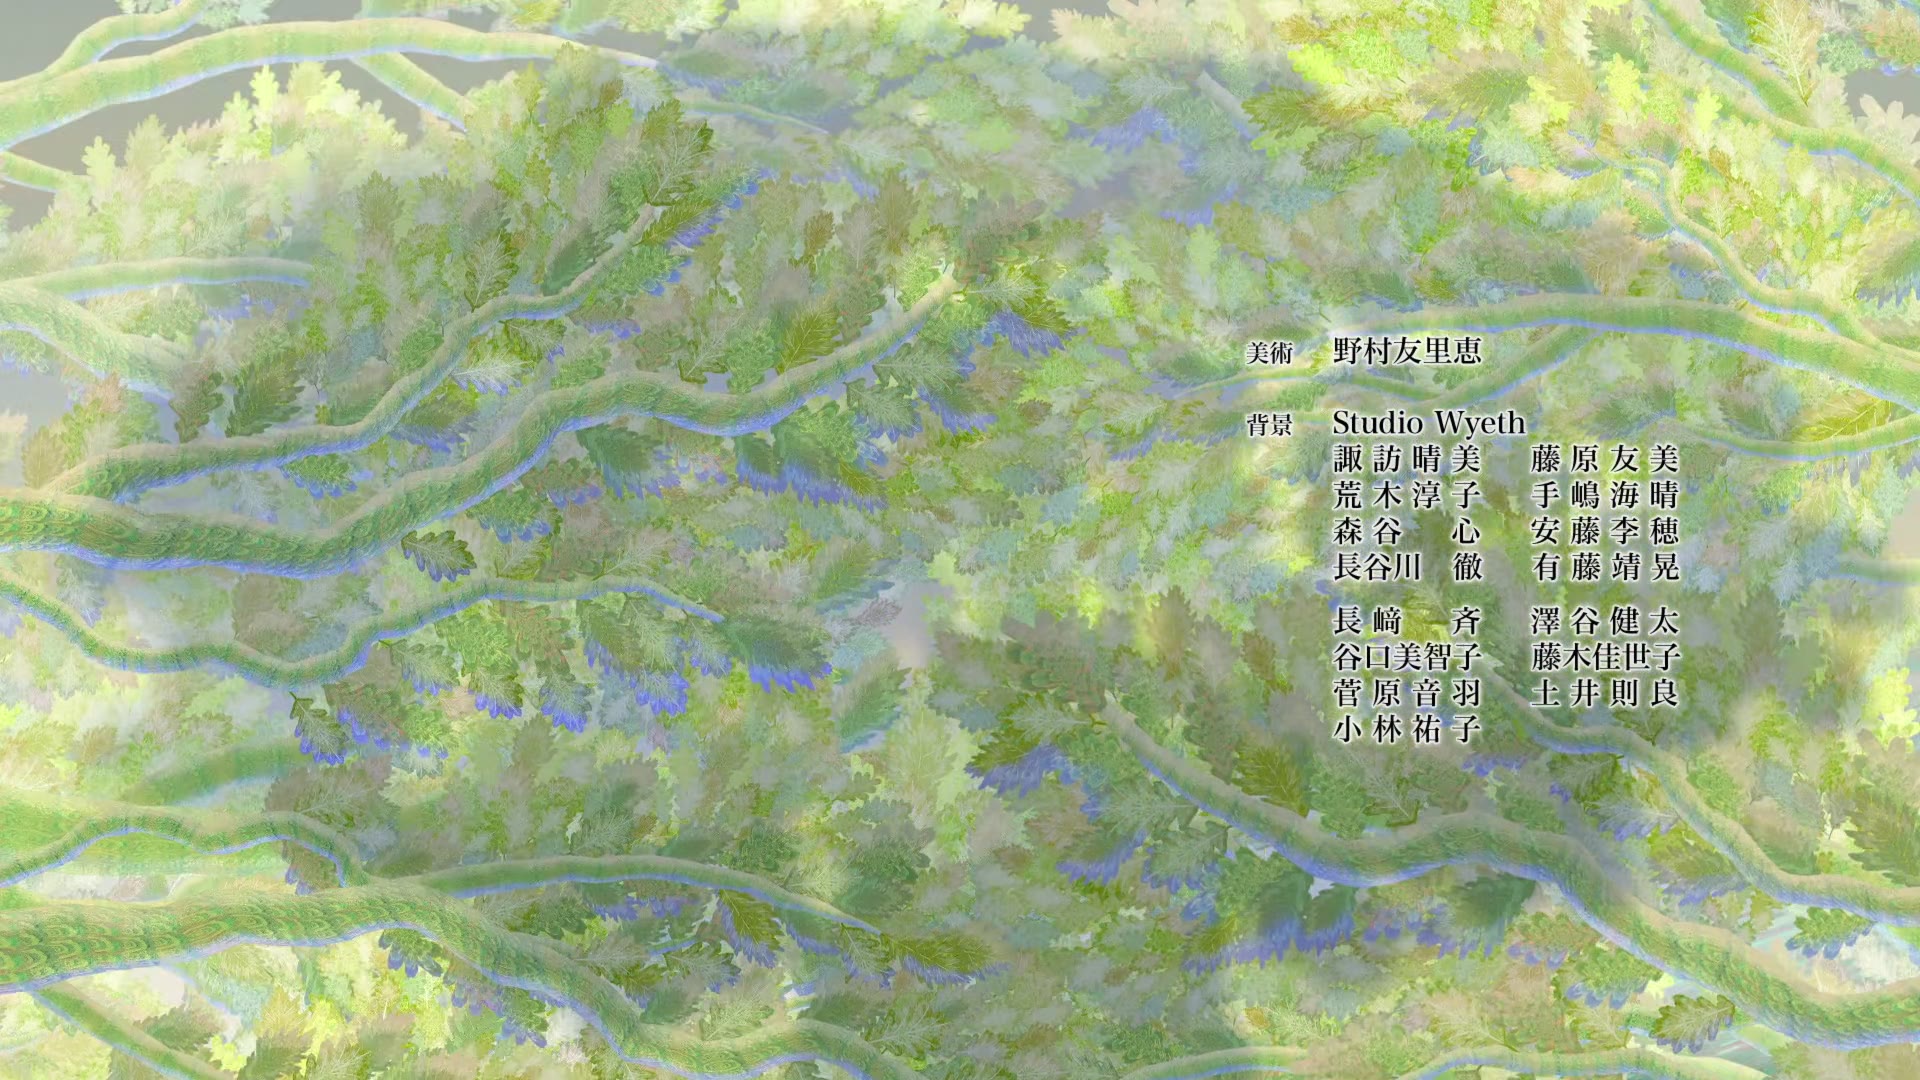 美術 野村友里恵
背景 Studio Wyeth
諏訪晴美 藤原友美
荒木淳子 手嶋海晴
森谷 心 安藤李穂
長谷川 徹 有藤靖晃
長﨑 斉 澤谷健太
谷口美智子 藤木佳世子
菅原音羽 土井則良
小林祐子